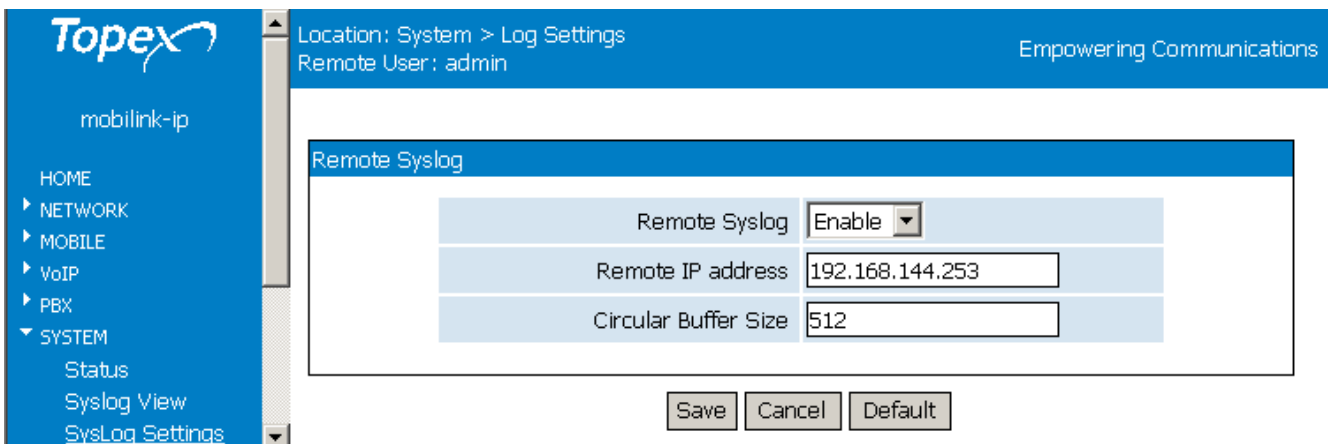 Topex
mobilink-ip
HOME
NETWORK
MOBILE
VoIP
PBX
SYSTEM
Status
Syslog View
SysLog Settings
Location: System > Log Settings
Remote User: admin
Empowering Communications
Remote Syslog
Remote Syslog Enable
Remote IP address 192.168.144.253
Circular Buffer Size 512
Save Cancel Default